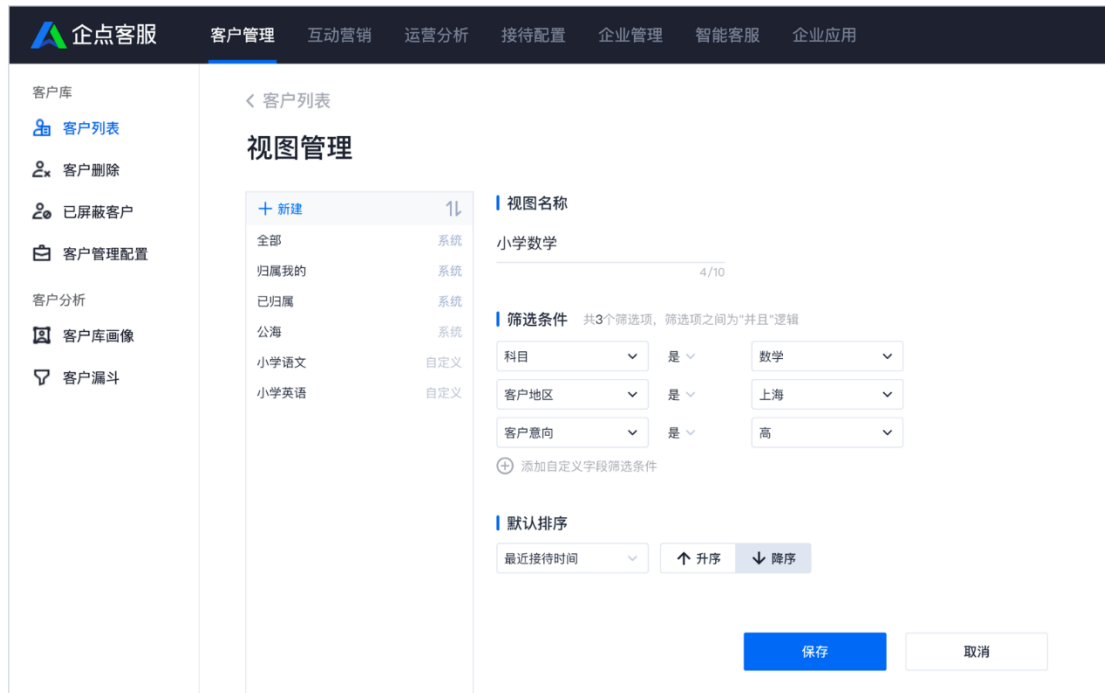 企点客服 客户管理 互动营销 运营分析 接待配置 企业管理 智能客服 企业应用
客户库
客户列表
客户删除
已屏蔽客户
客户管理配置
客户分析
客户库画像
客户漏斗
客户列表
视图管理
新建
全部 系统
归属我的 系统
已归属 系统
公海 系统
小学语文 自定义
小学英语 自定义
视图名称
小学数学
4/10
筛选条件 共3个筛选项，筛选项之间为"并且"逻辑
科目 是 数学
客户地区 是 上海
客户意向 是 高
添加自定义字段筛选条件
默认排序
最近接待时间 升序 降序
保存 取消